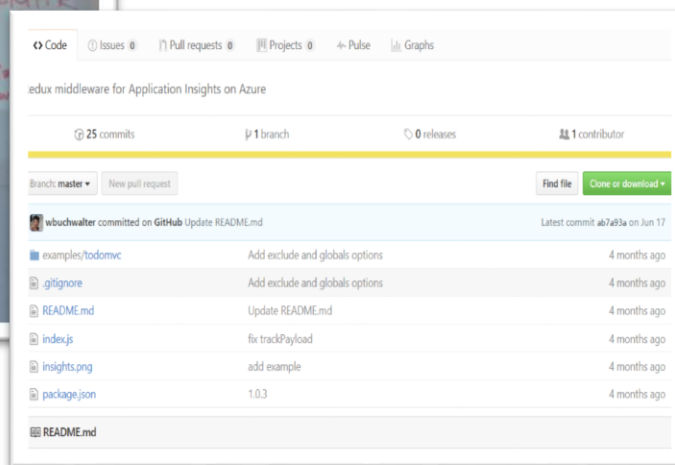 Code Issues 0 Pull requests 0 Projects 0 Pulse Graphs
edux middleware for Application Insights on Azure
25 commits 1 branch 0 releases 1 contributor
Branch: master New pull request Find file Clone or download
wbuchwalter committed on GitHub Update README.md Latest commit ab7a93a on Jun 17
examples/todomvc Add exclude and globals options 4 months ago
.gitignore Add exclude and globals options 4 months ago
README.md Update README.md 4 months ago
index.js fix trackPayload 4 months ago
insights.png add example 4 months ago
package.json 1.0.3 4 months ago
README.md